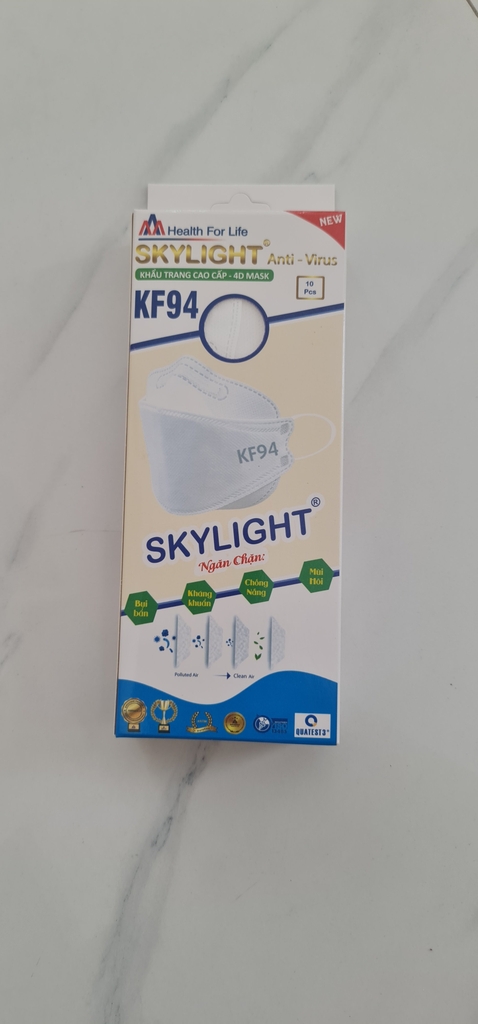 Health For Life
NEW
SKYLIGHT® Anti - Virus
KHẨU TRANG CAO CẤP - 4D MASK
10
Pcs
KF94
KF94
SKYLIGHT®
Ngăn Chặn:
Bụi
bẩn
Kháng
khuẩn
Chống
Nắng
Mùi
Hôi
Polluted Air
Clean Air
QUATEST3®